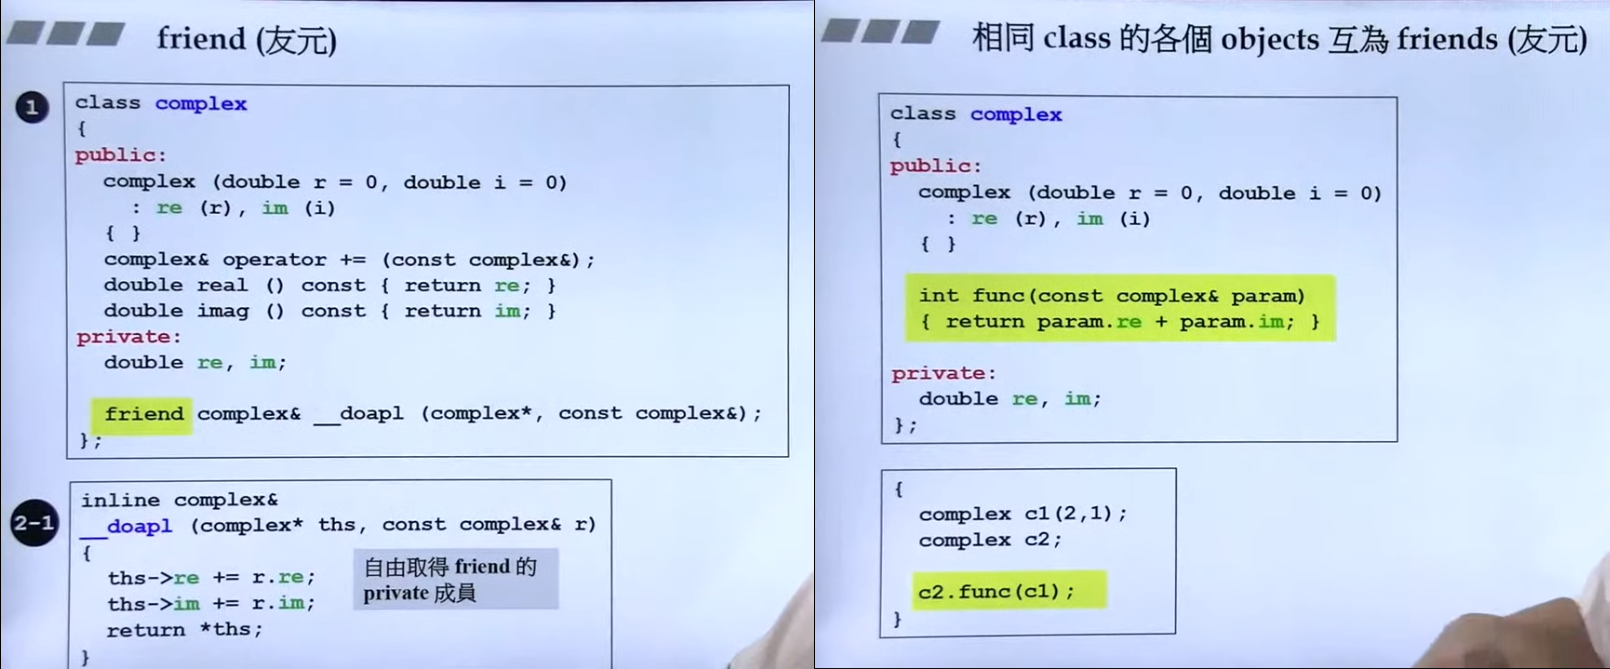 friend (友元)
1
class complex
{
public:
complex (double r = 0, double i = 0)
: re (r), im (i)
{ }
complex& operator += (const complex&);
double real () const { return re; }
double imag () const { return im; }
private:
double re, im;
friend complex& __doapl (complex*, const complex&);
};
2-1
inline complex&
__doapl (complex* ths, const complex& r)
{
ths->re += r.re;
ths->im += r.im;
return *ths;
}
自由取得 friend 的
private 成員
相同 class 的各個 objects 互為 friends (友元)
class complex
{
public:
complex (double r = 0, double i = 0)
: re (r), im (i)
{ }
int func(const complex& param)
{ return param.re + param.im; }
private:
double re, im;
};
{
complex c1(2,1);
complex c2;
c2.func(c1);
}